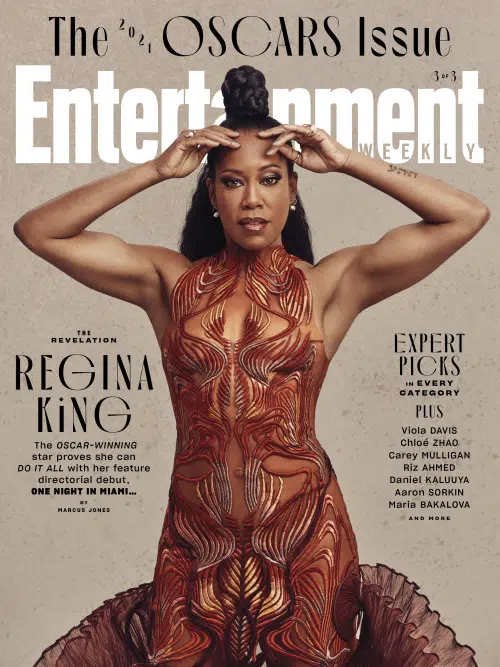 The 2021 OSCARS Issue
3 OF 3
Entertainment
WEEKLY
THE
REVELATION
REGINA
KiNG
The OSCAR-WINNING
star proves she can
DO IT ALL with her feature
directorial debut,
ONE NIGHT IN MIAMI...
BY
MARCUS JONES
EXPERT
PICKS
IN EVERY
CATEGORY
PLUS
Viola DAVIS
Chloé ZHAO
Carey MULLIGAN
Riz AHMED
Daniel KALUUYA
Aaron SORKIN
Maria BAKALOVA
AND MORE